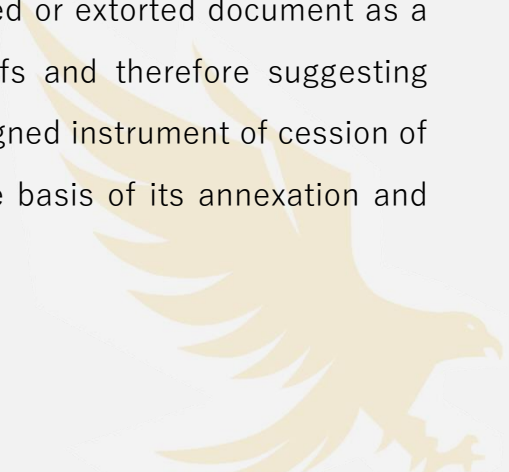 ed or extorted document as a
fs and therefore suggesting
gned instrument of cession of
e basis of its annexation and